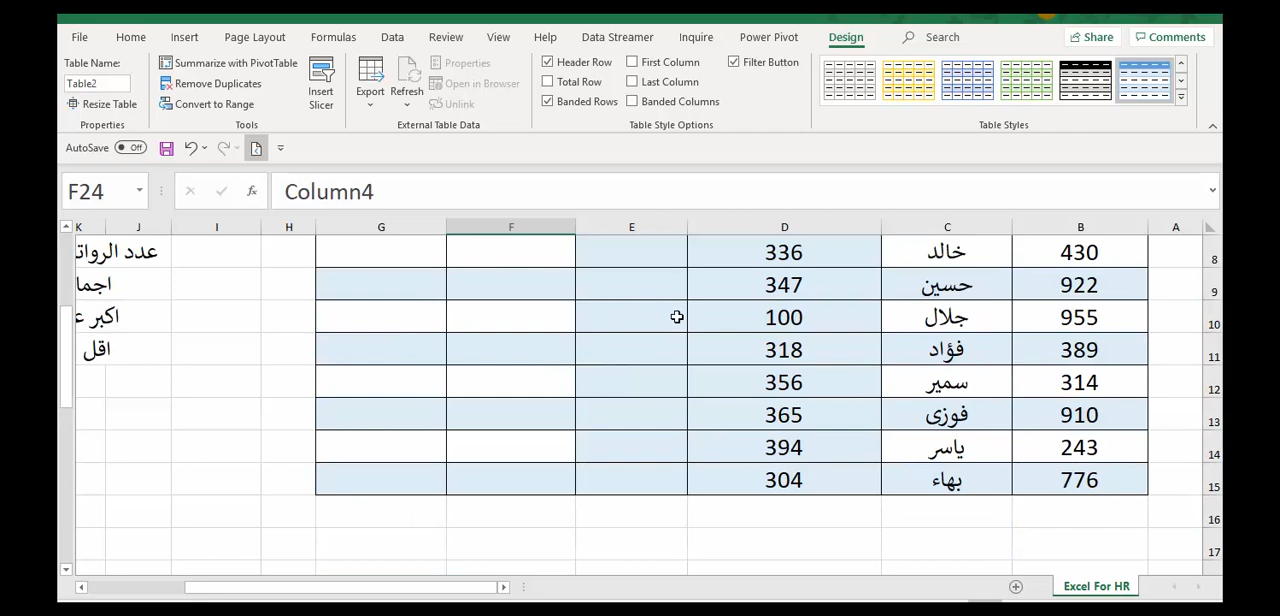 File Home Insert Page Layout Formulas Data Review View Help Data Streamer Inquire Power Pivot Design Search Share Comments
Table Name:
Table2
Resize Table
Properties
Summarize with PivotTable
Remove Duplicates
Convert to Range
Tools
Insert Slicer
Export Refresh
Properties
Open in Browser
Unlink
External Table Data
Header Row First Column Filter Button
Total Row Last Column
Banded Rows Banded Columns
Table Style Options
Table Styles
AutoSave Off
F24 fx Column4
K J I H G F E D C B A
8 430 خالد 336 عدد الرواتب
9 922 حسين 347
10 955 جلال 100 اكبر
11 389 فؤاد 318 اقل
12 314 سمير 356
13 910 فوزى 365
14 243 ياسر 394
15 776 بهاء 304
16
17
Excel For HR